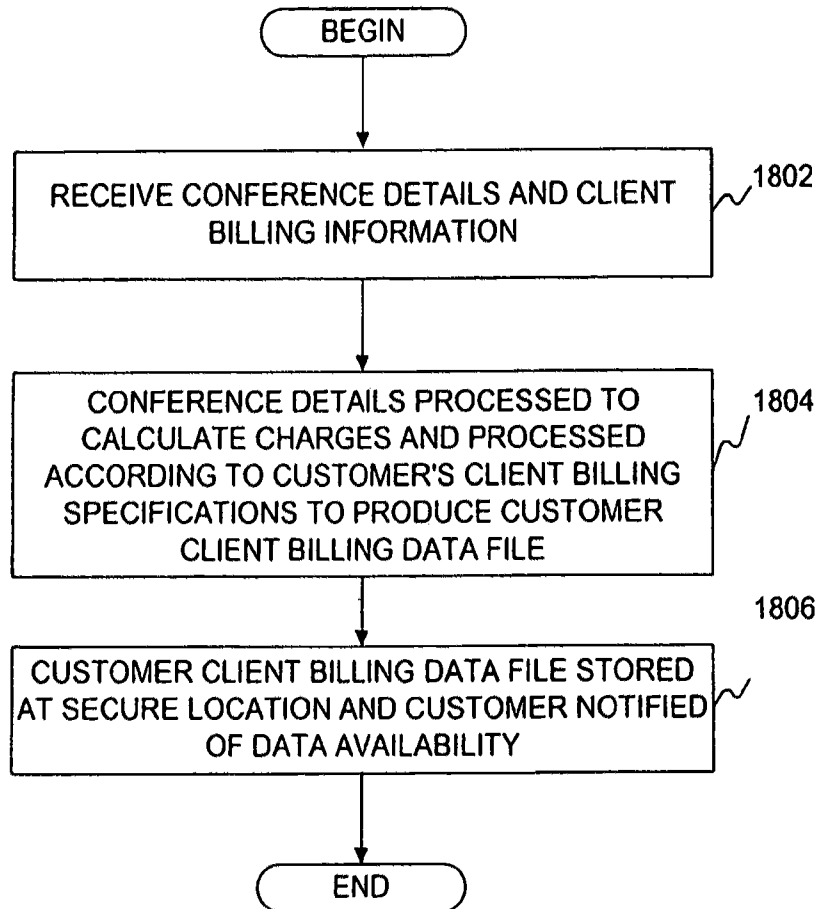 BEGIN
RECEIVE CONFERENCE DETAILS AND CLIENT
BILLING INFORMATION
1802
CONFERENCE DETAILS PROCESSED TO
CALCULATE CHARGES AND PROCESSED
ACCORDING TO CUSTOMER'S CLIENT BILLING
SPECIFICATIONS TO PRODUCE CUSTOMER
CLIENT BILLING DATA FILE
1804
CUSTOMER CLIENT BILLING DATA FILE STORED
AT SECURE LOCATION AND CUSTOMER NOTIFIED
OF DATA AVAILABILITY
1806
END